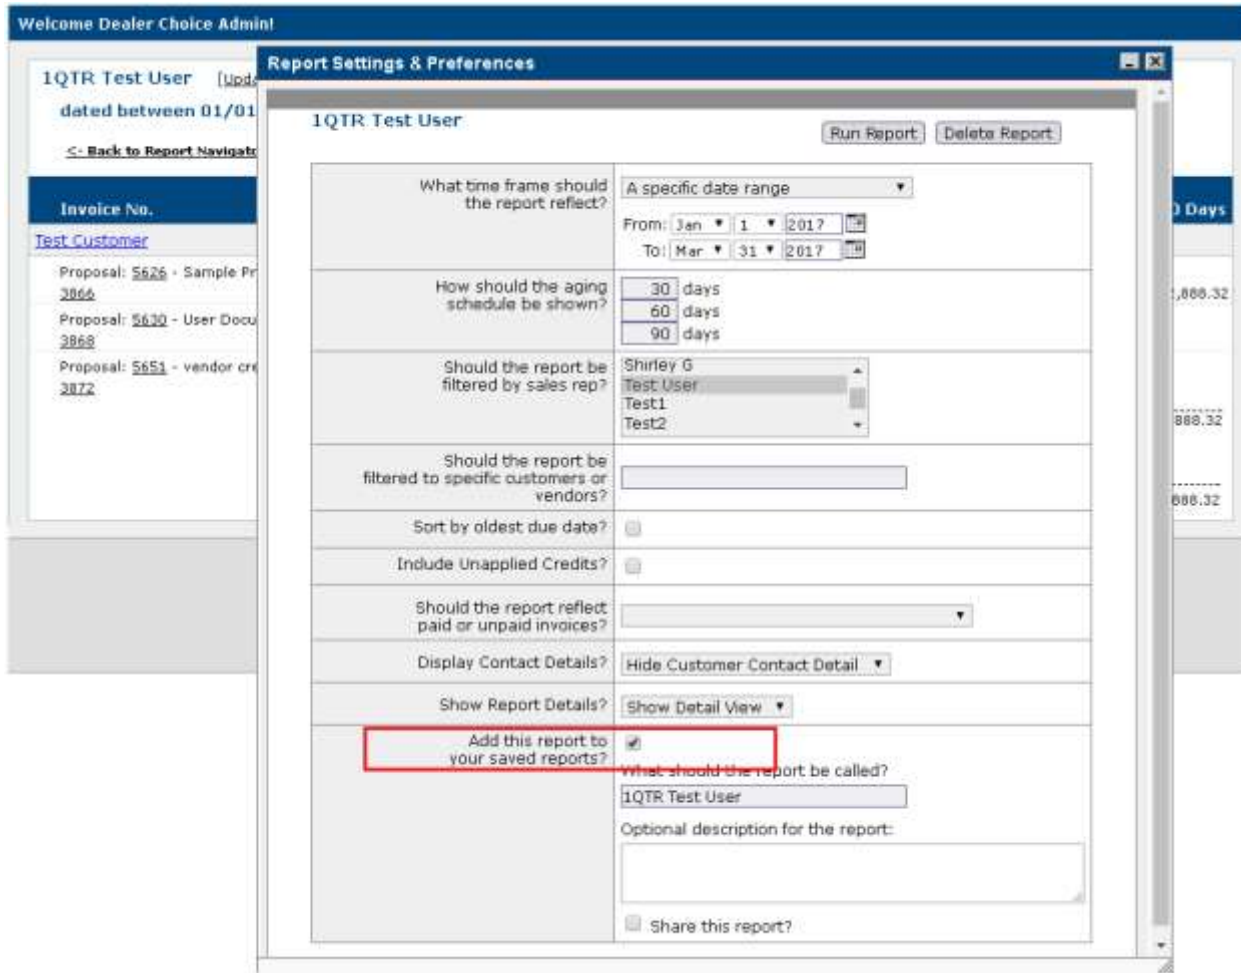 Welcome Dealer Choice Admin!
1QTR Test User
dated between 01/01
<- Back to Report
Invoice No.
Test Customer
Proposal: 5626 - Sample
3866
Proposal: 5630 - User
3868
Proposal: 5651 - vendor
3872
Days
888.32
888.32
Report Settings & Preferences
1QTR Test User
Run Report
Delete Report
What time frame should
the report reflect?
A specific date range
From: Jan 1 2017
To: Mar 31 2017
How should the aging
schedule be shown?
30 days
60 days
90 days
Should the report be
filtered by sales rep?
Shirley G
Test User
Test1
Test2
Should the report be
filtered to specific customers or
vendors?
Sort by oldest due date?
Include Unapplied Credits?
Should the report reflect
paid or unpaid invoices?
Display Contact Details?
Hide Customer Contact Detail
Show Report Details?
Show Detail View
Add this report to
your saved reports?
What should the report be called?
1QTR Test User
Optional description for the report:
Share this report?